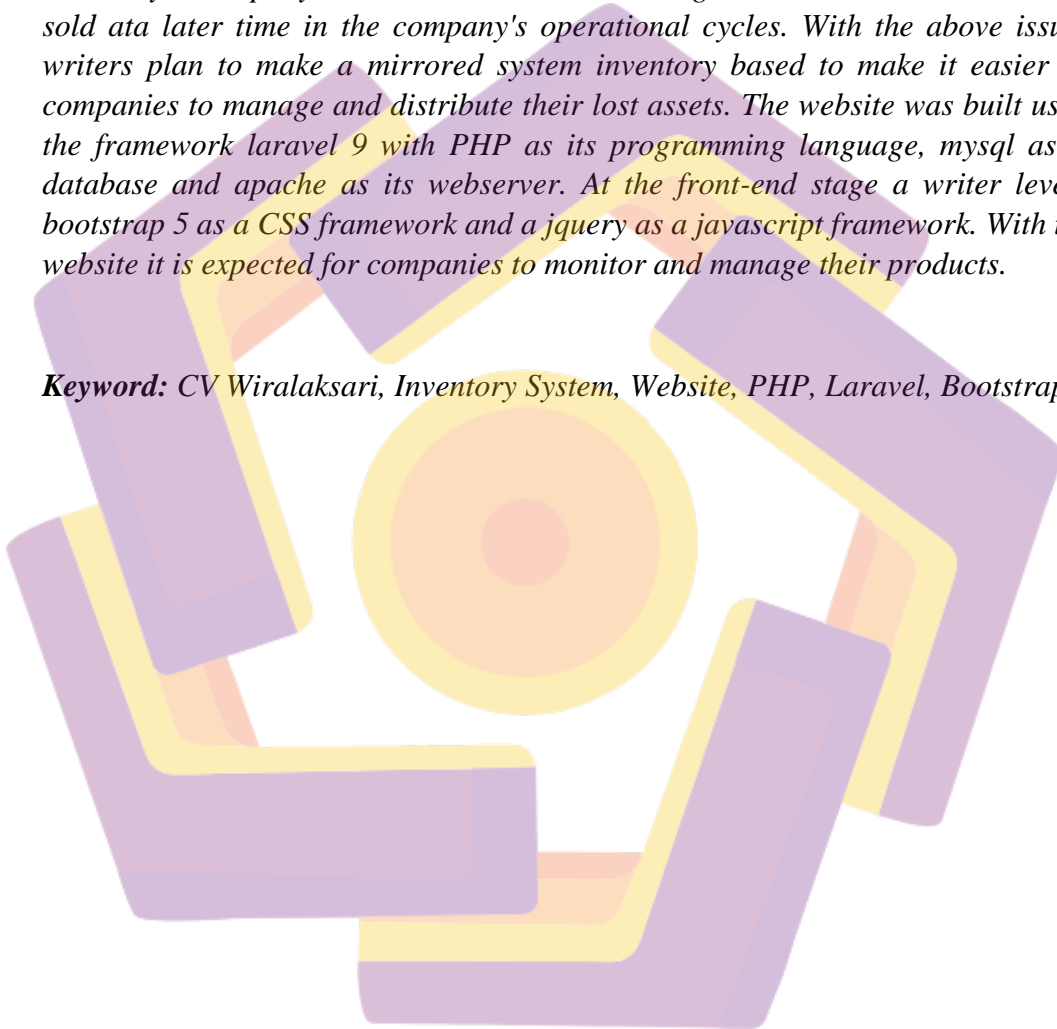 sold ata later time in the company's operational cycles. With the above issu
writers plan to make a mirrored system inventory based to make it easier
companies to manage and distribute their lost assets. The website was built us
the framework laravel 9 with PHP as its programming language, mysql as
database and apache as its webserver. At the front-end stage a writer leve
bootstrap 5 as a CSS framework and a jquery as a javascript framework. With
website it is expected for companies to monitor and manage their products.
Keyword: CV Wiralaksari, Inventory System, Website, PHP, Laravel, Bootstrap